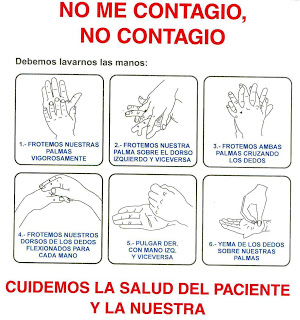 NO ME CONTAGIO,
NO CONTAGIO
Debemos lavarnos las manos:
1.- FROTEMOS NUESTRAS
PALMAS
VIGOROSAMENTE
2.- FROTEMOS NUESTRA
PALMA SOBRE EL DORSO
IZQUIERDO Y VICEVERSA
3.- FROTEMOS AMBAS
PALMAS CRUZANDO
LOS DEDOS
4.- FROTEMOS NUESTROS
DORSOS DE LOS DEDOS
FLEXIONADOS PARA
CADA MANO
5.- PULGAR DER.
CON MANO IZQ.
Y VICEVERSA
6.- YEMA DE LOS DEDOS
SOBRE NUESTRAS
PALMAS
CUIDEMOS LA SALUD DEL PACIENTE
Y LA NUESTRA